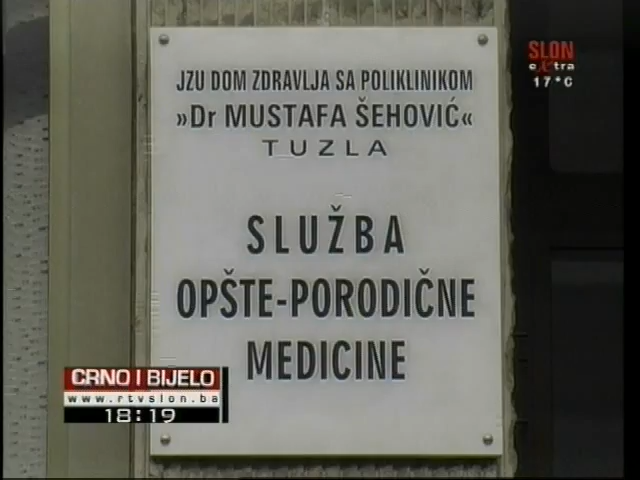 JZU DOM ZDRAVLJA SA POLIKLINIKOM
»Dr MUSTAFA ŠEHOVIĆ«
TUZLA
SLUŽBA
OPŠTE-PORODIČNE
MEDICINE
SLON
extra
17°C
CRNO I BIJELO
www.rtvslon.ba
18:19